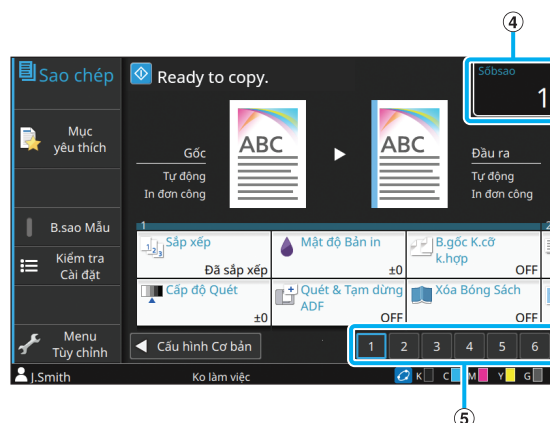 ④
Sao chép
Ready to copy.
Sốbsao
1
Mục
yêu thích
Gốc
Tự động
In đơn công
ABC
ABC
Đầu ra
Tự động
In đơn công
B.sao Mẫu
Kiểm tra
Cài đặt
1
2
123
Sắp xếp
Đã sắp xếp
Mật độ Bản in
±0
B.gốc K.cỡ
k.hợp
OFF
Cấp độ Quét
±0
Quét & Tạm dừng
ADF
OFF
Xóa Bóng Sách
OFF
Menu
Tùy chỉnh
Cấu hình Cơ bản
1 2 3 4 5 6
J.Smith
Ko làm việc
K C M Y G
⑤